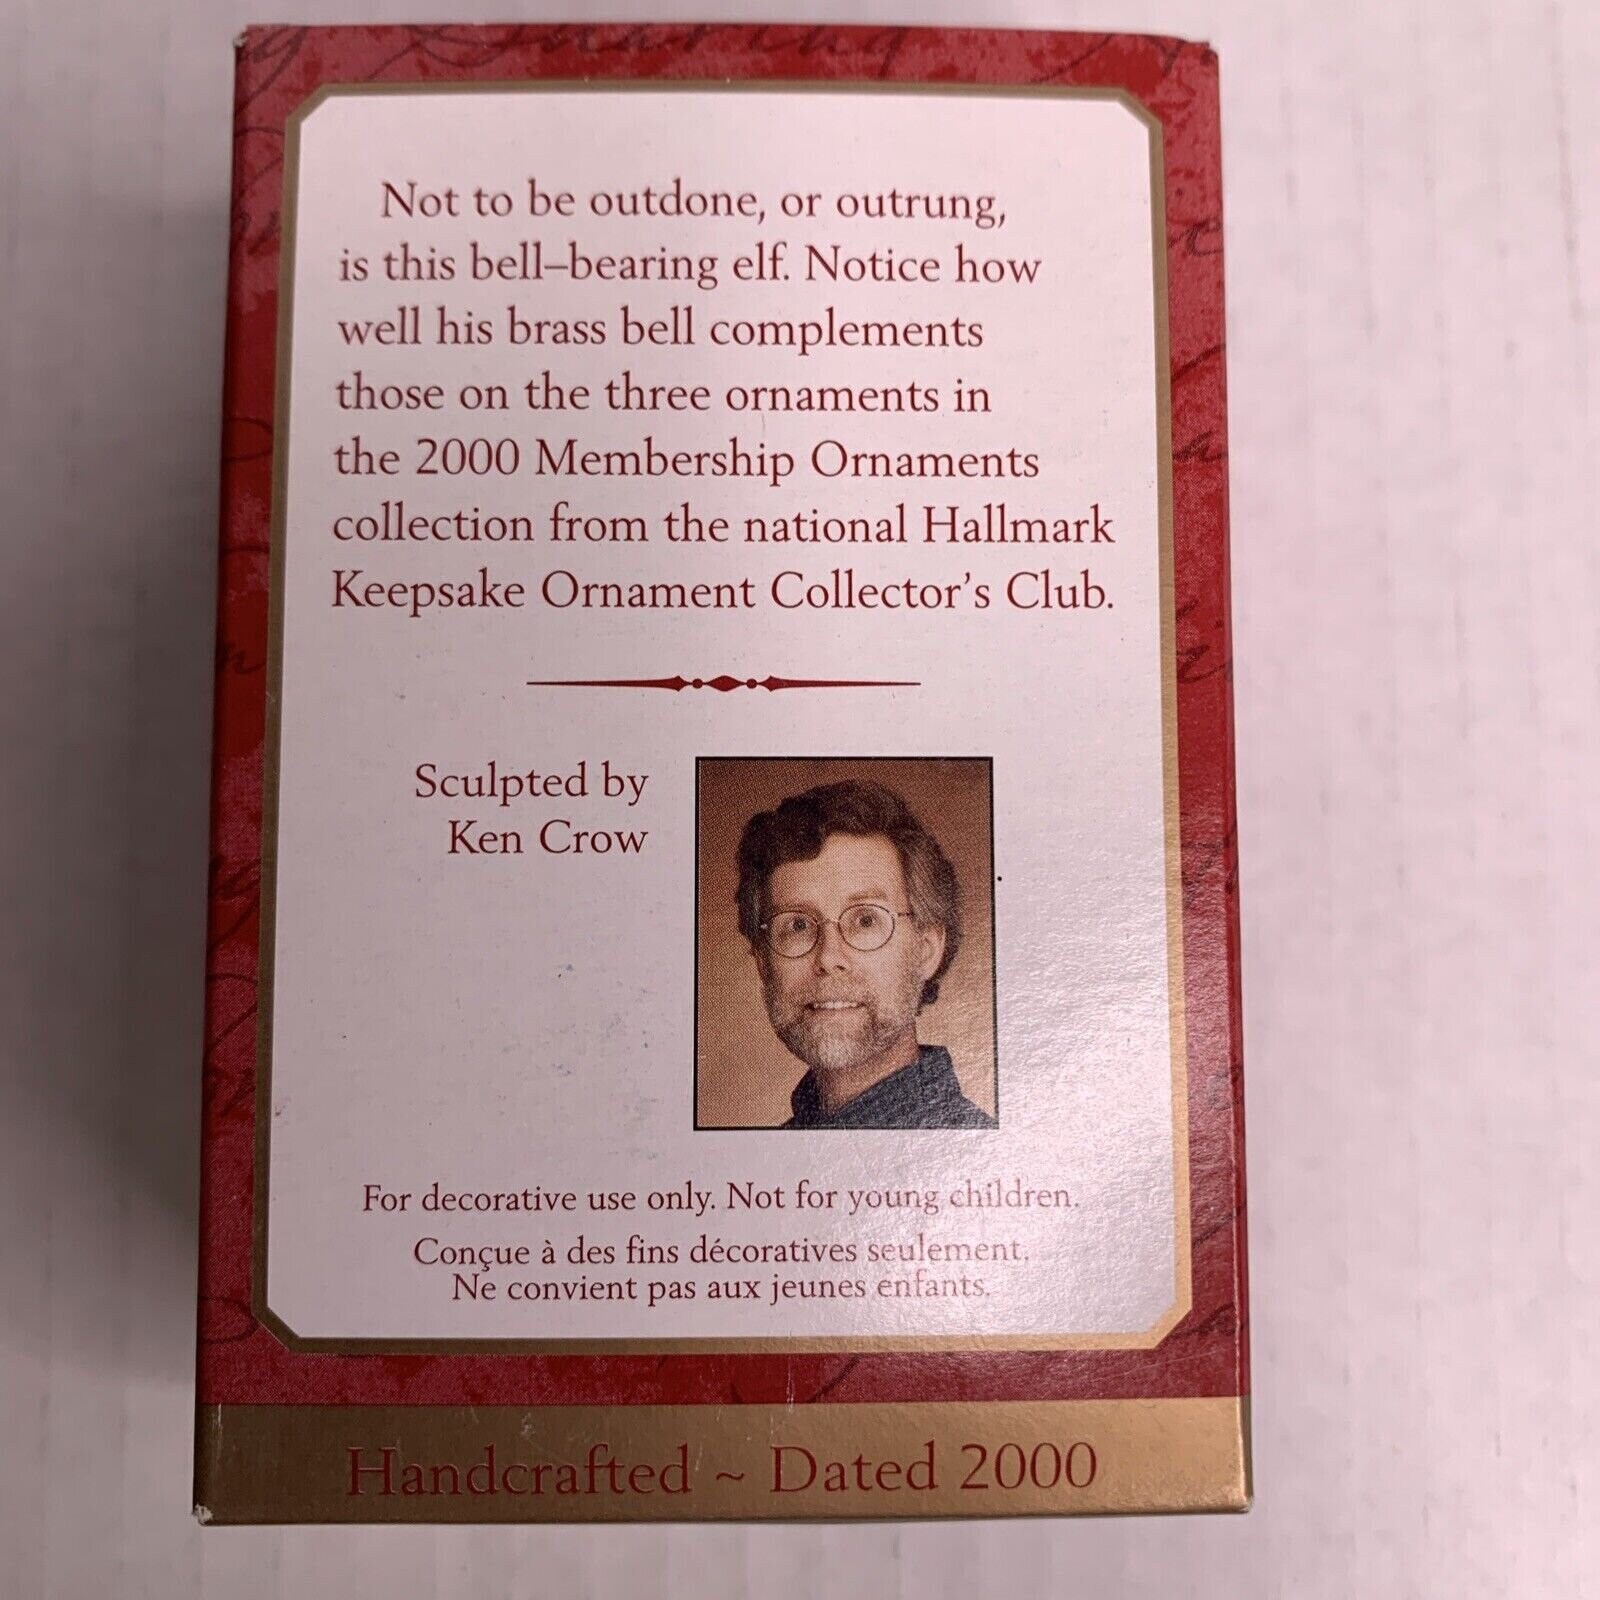 Sharing
Not to be outdone, or outrung,
is this bell–bearing elf. Notice how
well his brass bell complements
those on the three ornaments in
the 2000 Membership Ornaments
collection from the national Hallmark
Keepsake Ornament Collector's Club.
Sculpted by
Ken Crow
For decorative use only. Not for young children.
Conçue à des fins décoratives seulement.
Ne convient pas aux jeunes enfants.
Handcrafted ~ Dated 2000